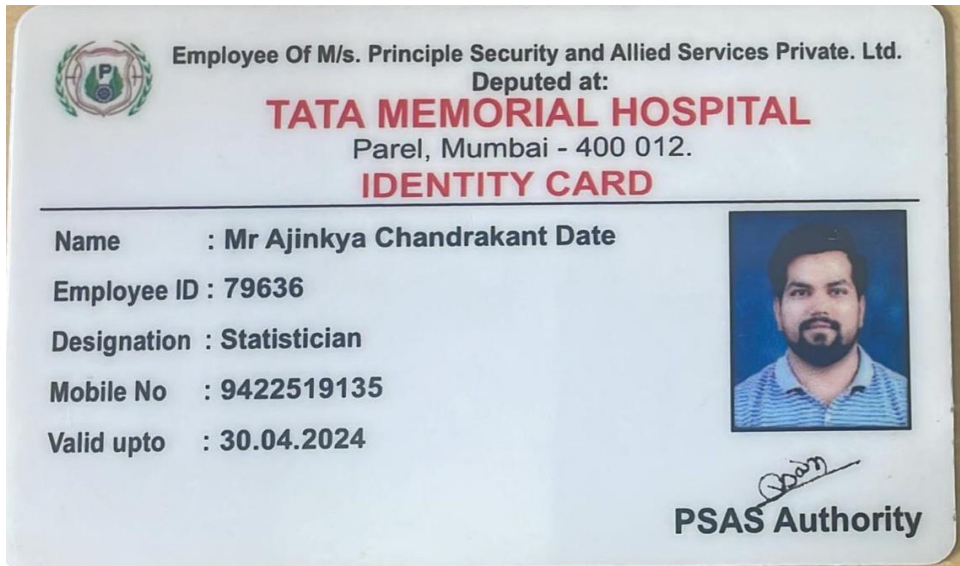 Employee Of M/s. Principle Security and Allied Services Private. Ltd.
Deputed at:
TATA MEMORIAL HOSPITAL
Parel, Mumbai - 400 012.
IDENTITY CARD
Name : Mr Ajinkya Chandrakant Date
Employee ID : 79636
Designation : Statistician
Mobile No : 9422519135
Valid upto : 30.04.2024
PSAS Authority